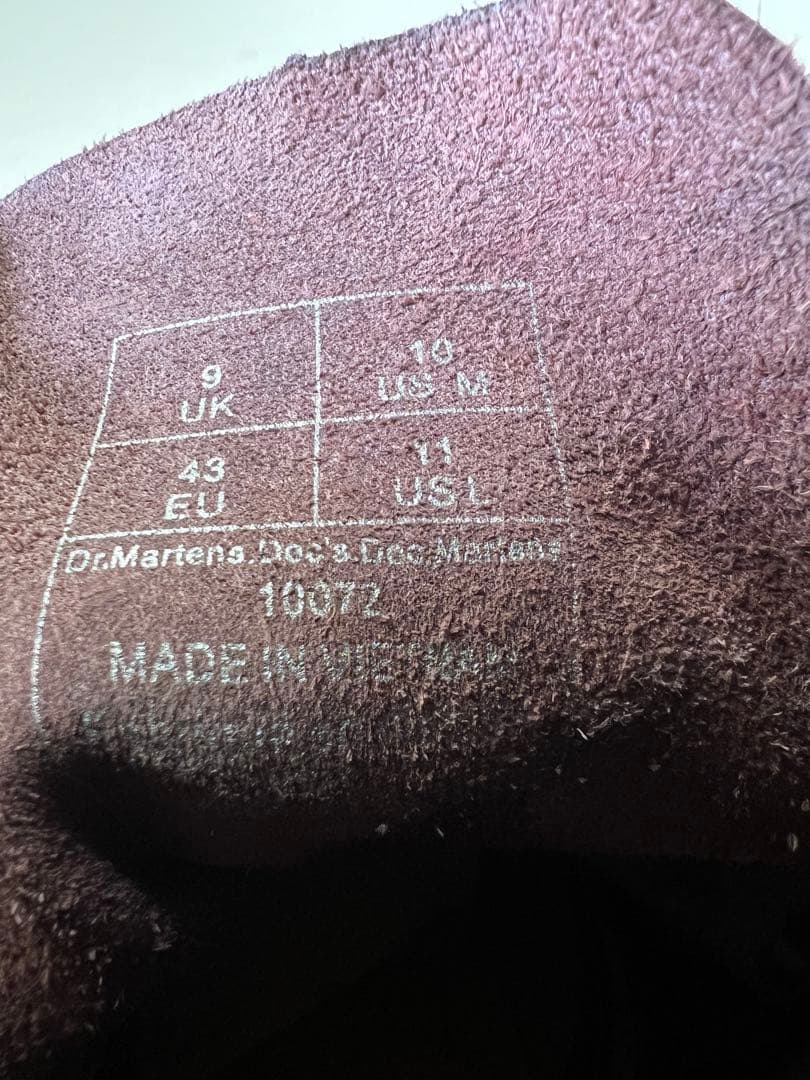 9
UK
10
US M
43
EU
11
US L
Dr.Martens.Doc's.Doc Martens
10072
MADE IN VIETNAM